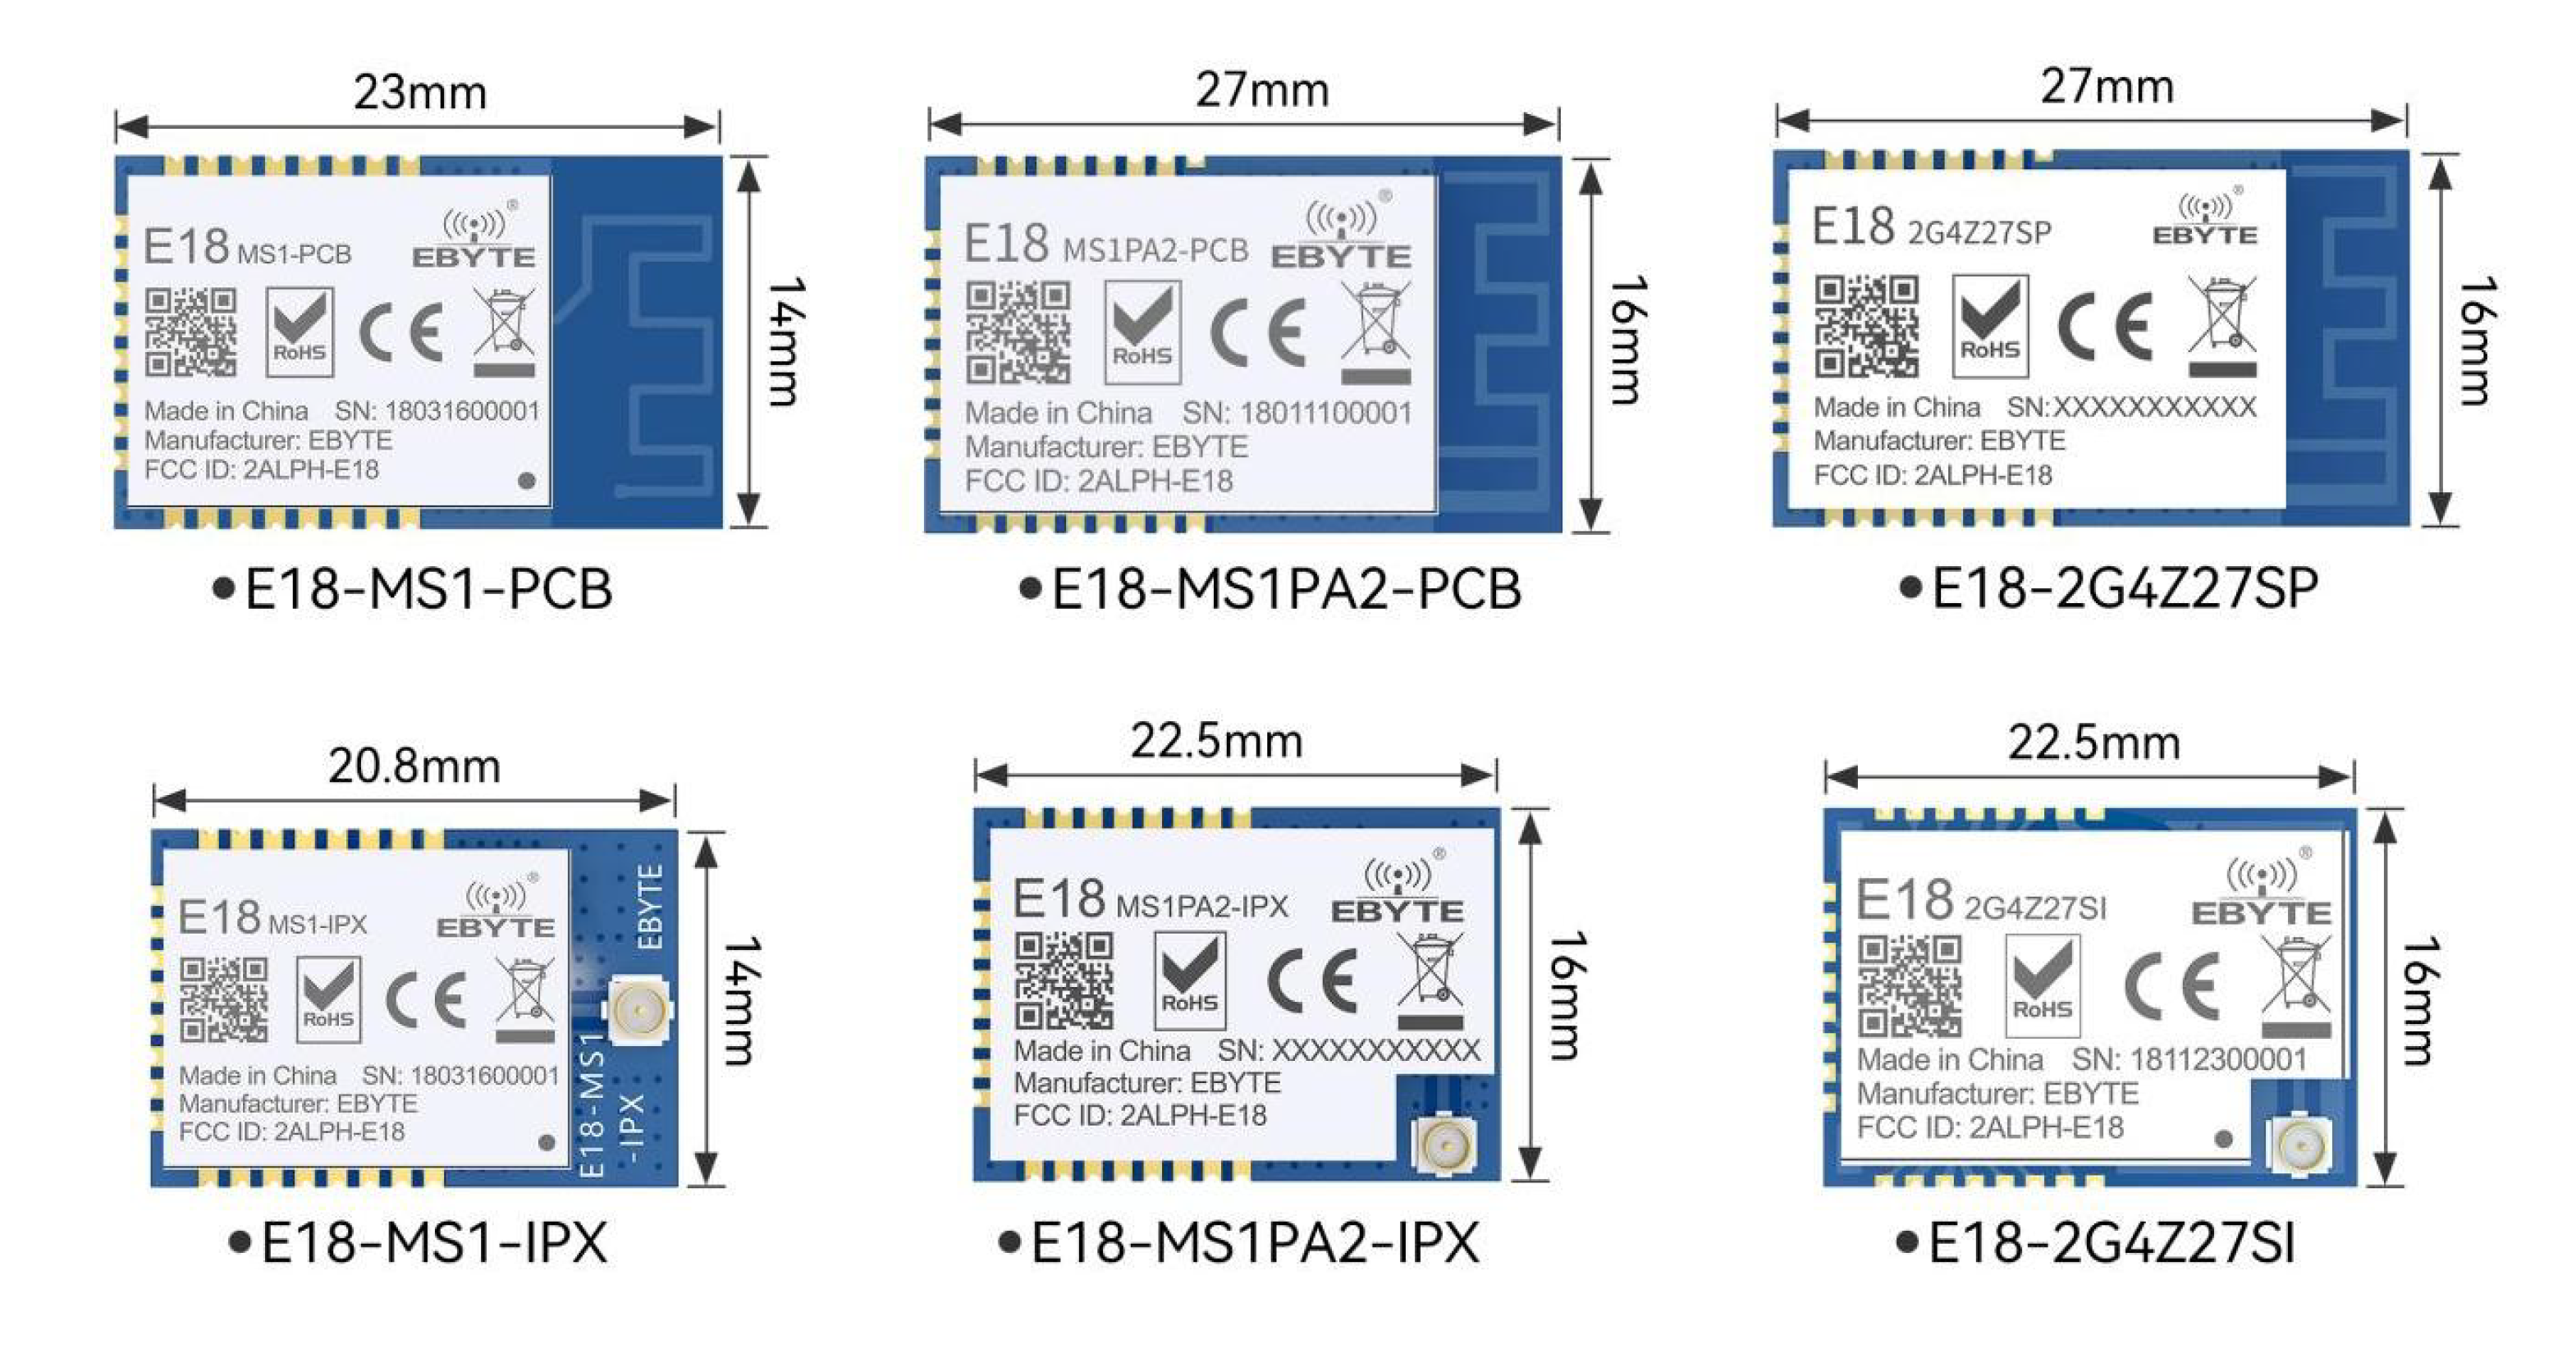 23mm
E18 MS1-PCB
®
EBYTE
RoHS
CE
Made in China SN: 18031600001
Manufacturer: EBYTE
FCC ID: 2ALPH-E18
14mm
•E18-MS1-PCB
27mm
E18 MS1PA2-PCB
®
EBYTE
RoHS
CE
Made in China SN: 18011100001
Manufacturer: EBYTE
FCC ID: 2ALPH-E18
16mm
•E18-MS1PA2-PCB
27mm
E18 2G4Z27SP
®
EBYTE
RoHS
CE
Made in China SN:XXXXXXXXXXX
Manufacturer: EBYTE
FCC ID: 2ALPH-E18
16mm
•E18-2G4Z27SP
20.8mm
E18 MS1-IPX
®
EBYTE
RoHS
CE
Made in China SN: 18031600001
Manufacturer: EBYTE
FCC ID: 2ALPH-E18
EBYTE
E18-MS1
-IPX
14mm
•E18-MS1-IPX
22.5mm
E18 MS1PA2-IPX
®
EBYTE
RoHS
CE
Made in China SN: XXXXXXXXXXX
Manufacturer: EBYTE
FCC ID: 2ALPH-E18
16mm
•E18-MS1PA2-IPX
22.5mm
E18 2G4Z27SI
®
EBYTE
RoHS
CE
Made in China SN: 18112300001
Manufacturer: EBYTE
FCC ID: 2ALPH-E18
16mm
•E18-2G4Z27SI